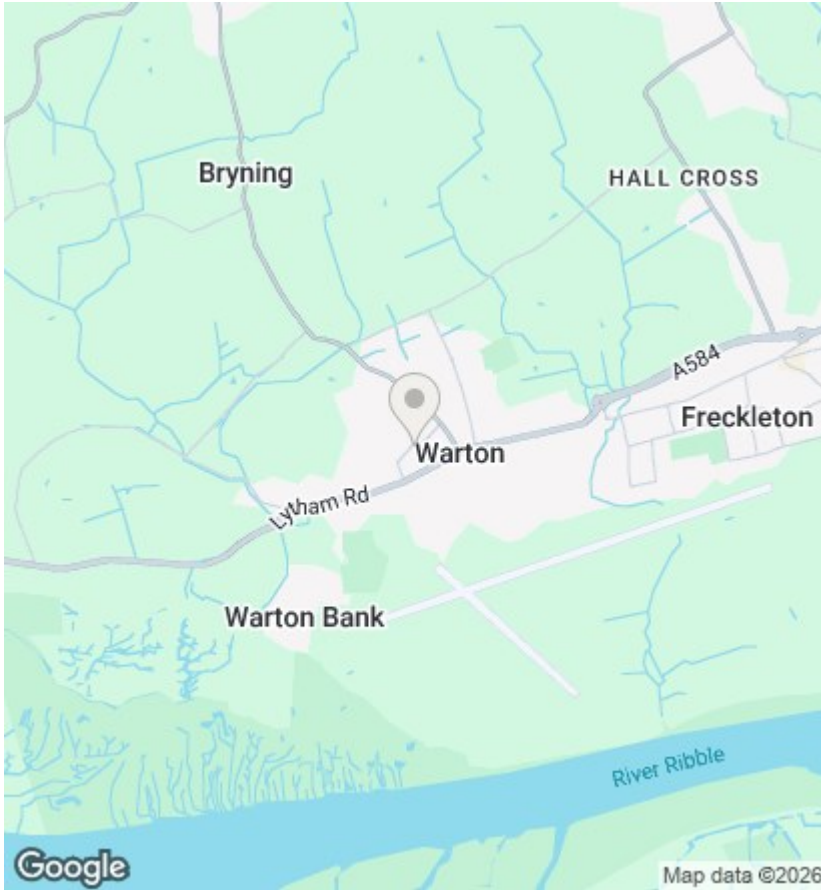 Bryning
HALL CROSS
A584
Freckleton
Warton
Lytham Rd
Warton Bank
River Ribble
Google
Map data ©2026